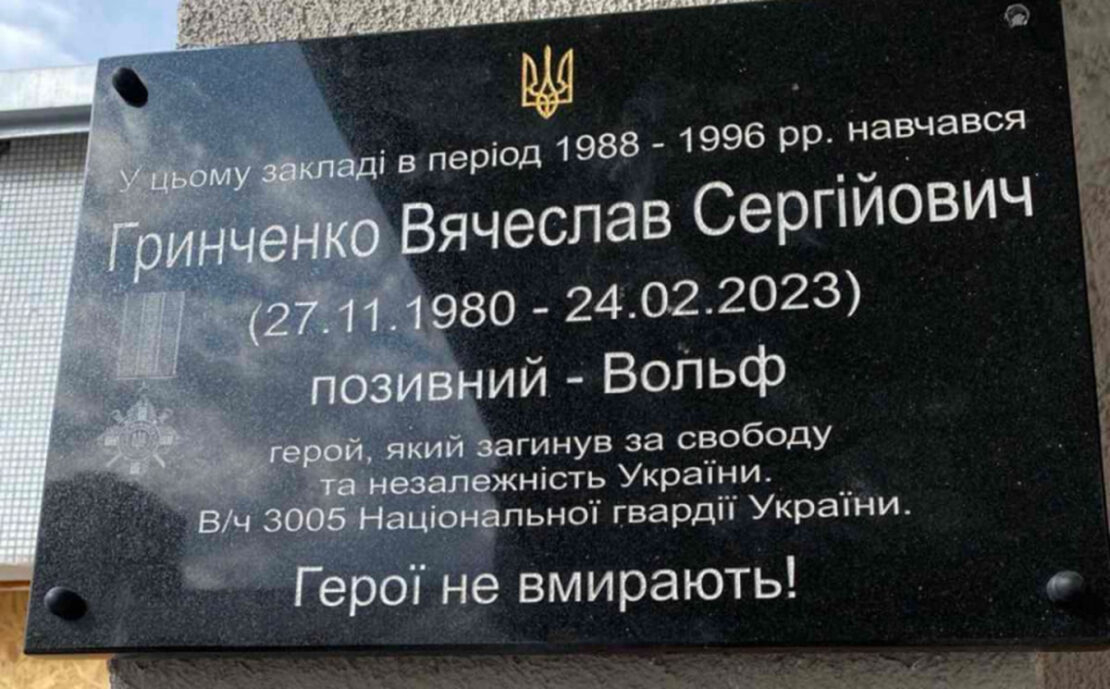 У цьому закладі в період 1988 - 1996 рр. навчався
Гринченко Вячеслав Сергійович
(27.11.1980 - 24.02.2023)
позивний - Вольф
герой, який загинув за свободу
та незалежність України.
В/ч 3005 Національної гвардії України.
Герої не вмирають!